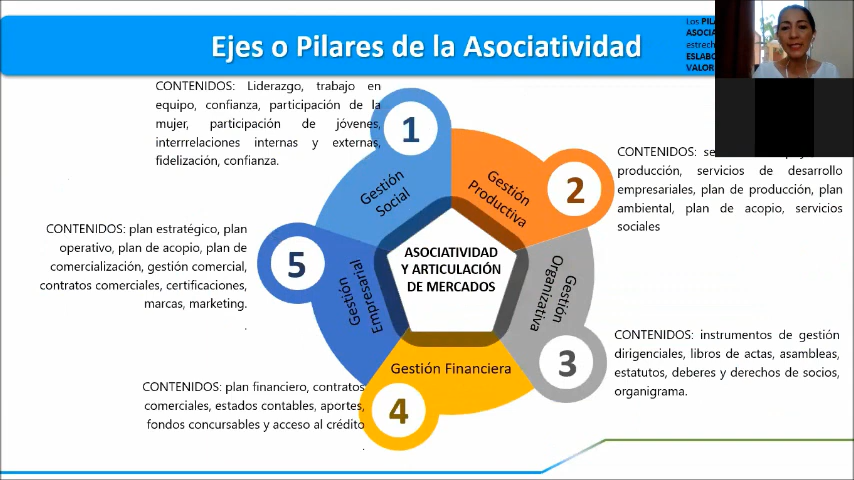 Ejes o Pilares de la Asociatividad
Los
estrech
CONTENIDOS: Liderazgo, trabajo en
equipo, confianza, participación de la
mujer, participación de jóvenes,
interrelaciones internas y externas,
fidelización, confianza.
1
Gestión
Social
CONTENIDOS:
producción, servicios de desarrollo
empresariales, plan de producción, plan
ambiental, plan de acopio, servicios
sociales
2
Gestión
Productiva
CONTENIDOS: plan estratégico, plan
operativo, plan de acopio, plan de
comercialización, gestión comercial,
contratos comerciales, certificaciones,
marcas, marketing.
.
5
Gestión
Empresarial
ASOCIATIVIDAD
Y ARTICULACIÓN
DE MERCADOS
Gestión
Organizativa
3
CONTENIDOS: instrumentos de gestión
dirigenciales, libros de actas, asambleas,
estatutos, deberes y derechos de socios,
organigrama.
Gestión Financiera
4
CONTENIDOS: plan financiero, contratos
comerciales, estados contables, aportes,
fondos concursables y acceso al crédito
.